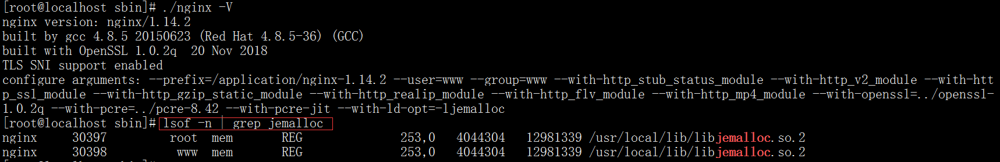 [root@localhost sbin]# ./nginx -V
nginx version: nginx/1.14.2
built by gcc 4.8.5 20150623 (Red Hat 4.8.5-36) (GCC)
built with OpenSSL 1.0.2q  20 Nov 2018
TLS SNI support enabled
configure arguments: --prefix=/application/nginx-1.14.2 --user=www --group=www --with-http_stub_status_module --with-http_v2_module --with-htt
p_ssl_module --with-http_gzip_static_module --with-http_realip_module --with-http_flv_module --with-http_mp4_module --with-openssl=../openssl-
1.0.2q --with-pcre=../pcre-8.42 --with-pcre-jit --with-ld-opt=-ljemalloc
[root@localhost sbin]# lsof -n | grep jemalloc
nginx     30397         root  mem       REG              253,0   4044304   12981339 /usr/local/lib/libjemalloc.so.2
nginx     30398          www  mem       REG              253,0   4044304   12981339 /usr/local/lib/libjemalloc.so.2